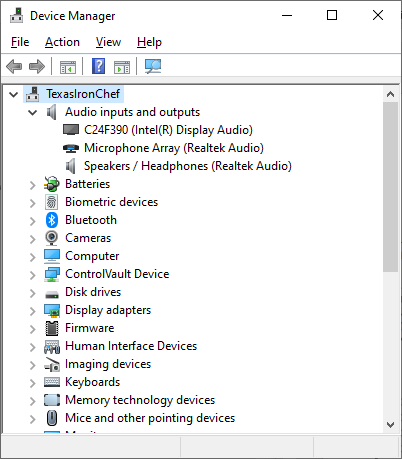 Device Manager
File Action View Help
TexasIronChef
Audio inputs and outputs
C24F390 (Intel(R) Display Audio)
Microphone Array (Realtek Audio)
Speakers / Headphones (Realtek Audio)
Batteries
Biometric devices
Bluetooth
Cameras
Computer
ControlVault Device
Disk drives
Display adapters
Firmware
Human Interface Devices
Imaging devices
Keyboards
Memory technology devices
Mice and other pointing devices